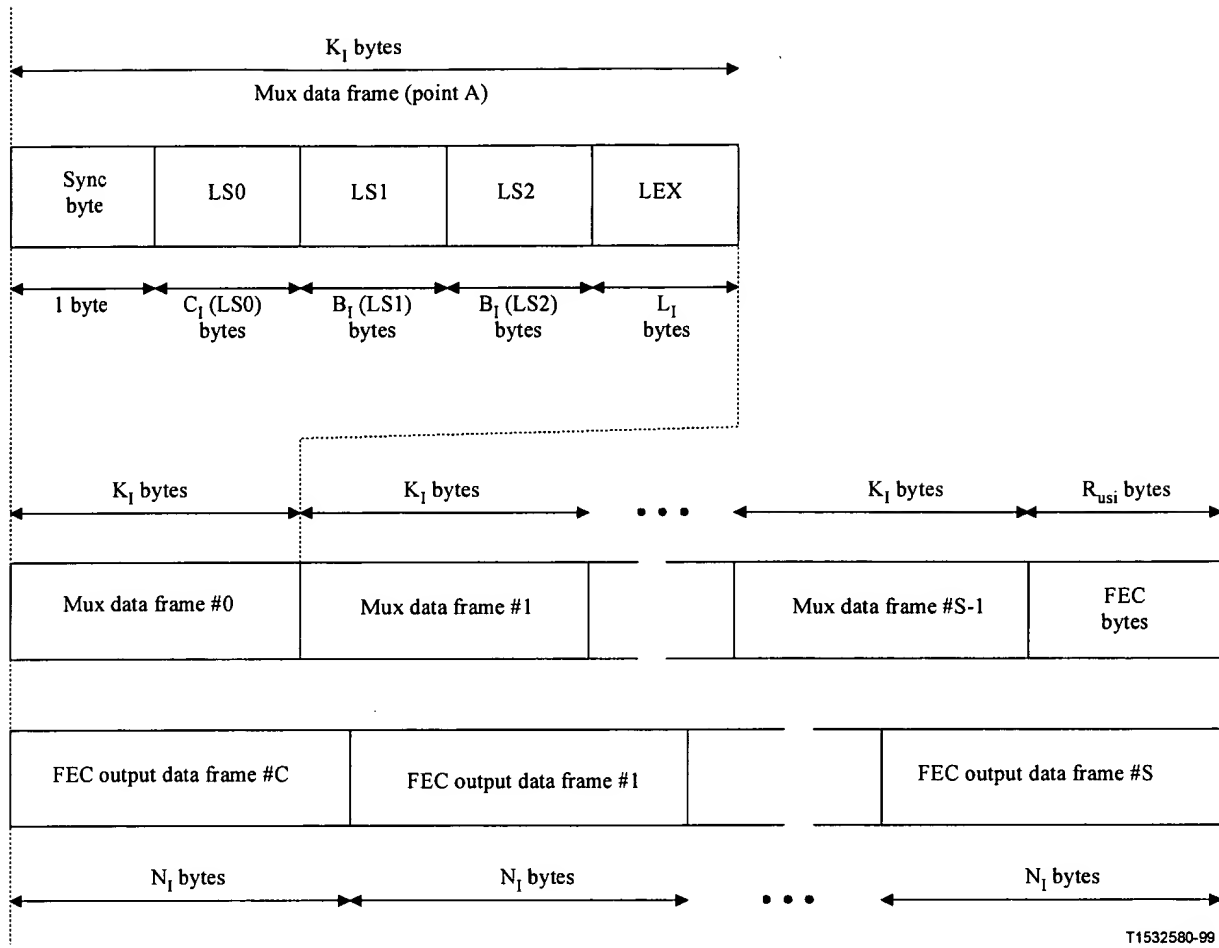 K_I bytes
Mux data frame (point A)
Sync
byte
LS0
LS1
LS2
LEX
1 byte
C_I (LS0)
bytes
B_I (LS1)
bytes
B_I (LS2)
bytes
L_I
bytes
K_I bytes
K_I bytes
• • •
K_I bytes
R_usi bytes
Mux data frame #0
Mux data frame #1
Mux data frame #S-1
FEC
bytes
FEC output data frame #C
FEC output data frame #1
FEC output data frame #S
N_I bytes
N_I bytes
• • •
N_I bytes
T1532580-99